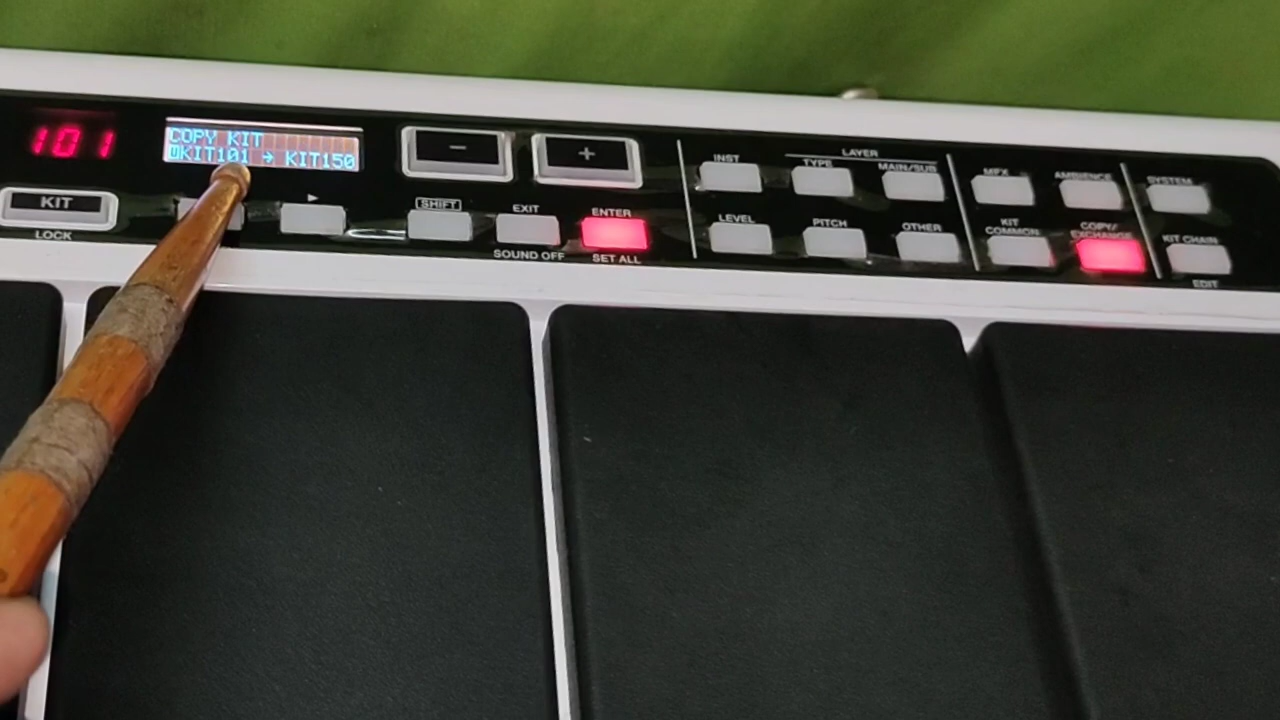 101
COPY KIT
UKIT101 → KIT150
−
+
KIT
LOCK
►
SHIFT
EXIT
SOUND OFF
ENTER
SET ALL
LAYER
INST
TYPE
MAIN/SUB
LEVEL
PITCH
OTHER
MFX
AMBIENCE
KIT
COMMON
COPY/
EXCHANGE
SYSTEM
KIT CHAIN
EDIT